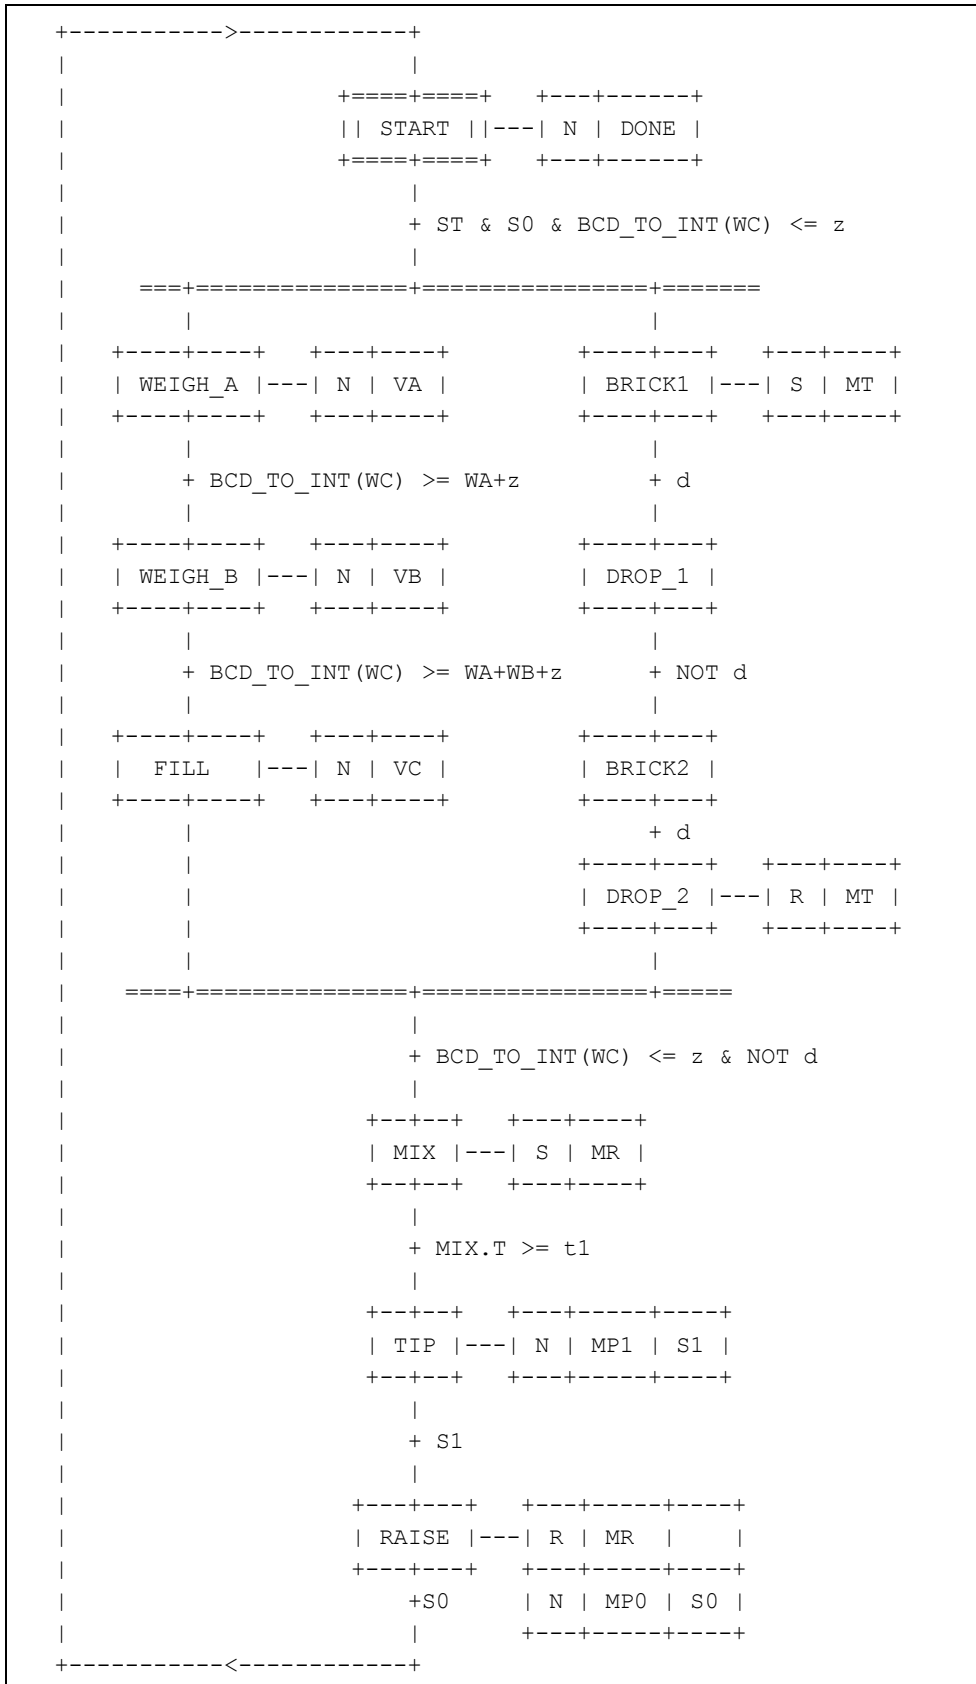 +----------->------------+
|                        |
|                   +====+====+   +---+------+
|                   || START ||---| N | DONE |
|                   +====+====+   +---+------+
|                        |
|                        + ST & S0 & BCD_TO_INT(WC) <= z
|                        |
|     ===+===============+================+=======
|        |                                |
|   +----+----+   +---+----+         +----+---+   +---+----+
|   | WEIGH_A |---| N | VA |         | BRICK1 |---| S | MT |
|   +----+----+   +---+----+         +----+---+   +---+----+
|        |                                |
|        + BCD_TO_INT(WC) >= WA+z         + d
|        |                                |
|   +----+----+   +---+----+         +----+---+
|   | WEIGH_B |---| N | VB |         | DROP_1 |
|   +----+----+   +---+----+         +----+---+
|        |                                |
|        + BCD_TO_INT(WC) >= WA+WB+z      + NOT d
|        |                                |
|   +----+----+   +---+----+         +----+---+
|   |  FILL   |---| N | VC |         | BRICK2 |
|   +----+----+   +---+----+         +----+---+
|        |                                + d
|        |                           +----+---+   +---+----+
|        |                           | DROP_2 |---| R | MT |
|        |                           +----+---+   +---+----+
|        |                                |
|    ====+===============+================+=====
|                        |
|                        + BCD_TO_INT(WC) <= z & NOT d
|                        |
|                     +--+--+   +---+----+
|                     | MIX |---| S | MR |
|                     +--+--+   +---+----+
|                        |
|                        + MIX.T >= t1
|                        |
|                     +--+--+   +---+-----+----+
|                     | TIP |---| N | MP1 | S1 |
|                     +--+--+   +---+-----+----+
|                        |
|                        + S1
|                        |
|                    +---+---+   +---+-----+----+
|                    | RAISE |---| R | MR  |    |
|                    +---+---+   +---+-----+----+
|                        +S0     | N | MP0 | S0 |
|                        |       +---+-----+----+
+-----------<------------+